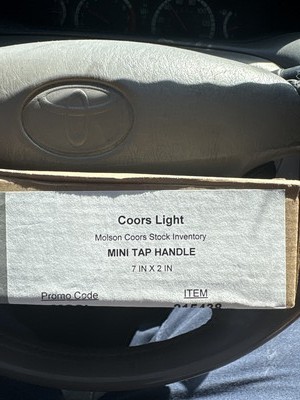 Coors Light
Molson Coors Stock Inventory
MINI TAP HANDLE
7 IN X 2 IN
Promo Code ITEM